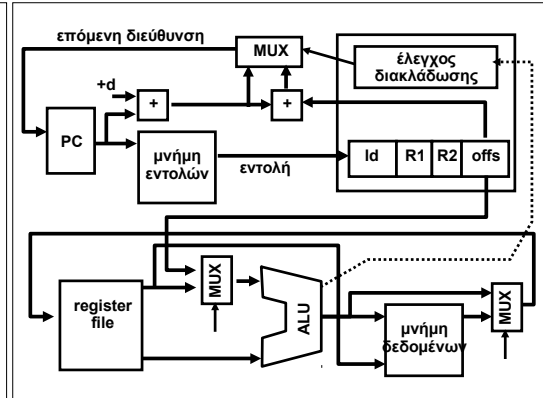 επόμενη διεύθυνση
MUX
έλεγχος
διακλάδωσης
+d
+
+
PC
μνήμη
εντολών
εντολή
ld R1 R2 offs
register
file
MUX
ALU
μνήμη
δεδομένων
MUX